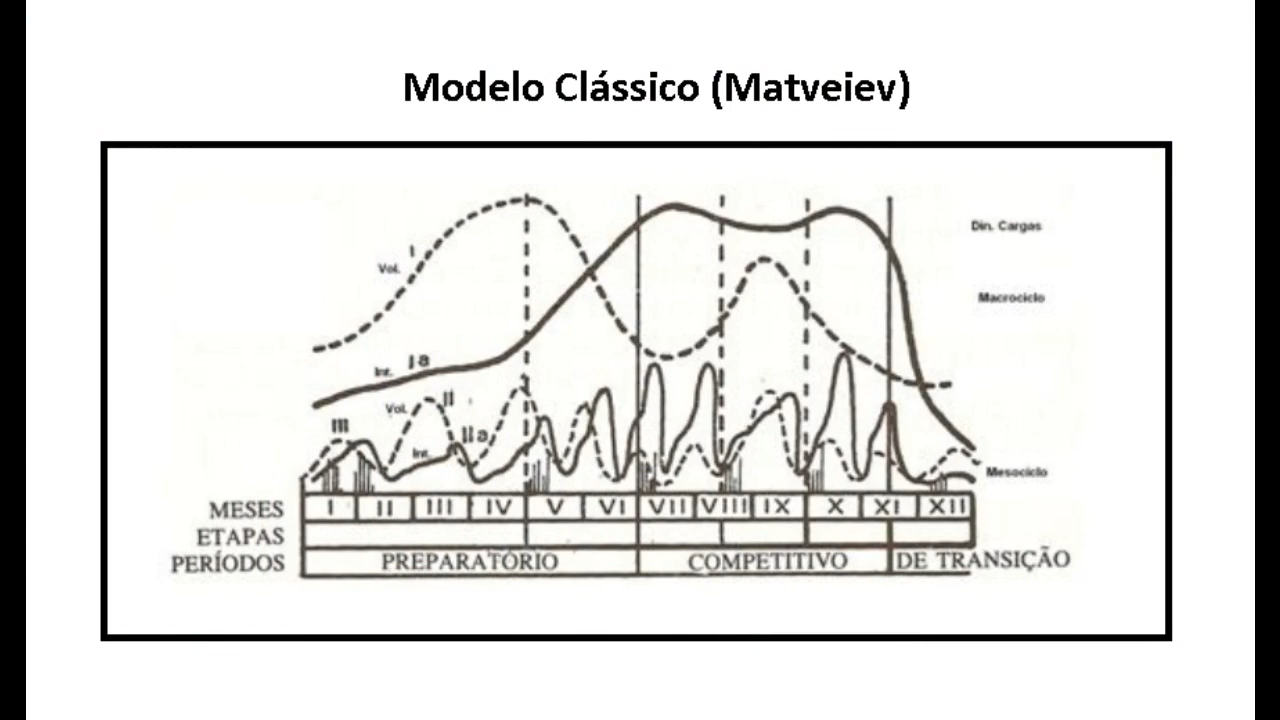 Modelo Clássico (Matveiev)
Din. Cargas
I
Vol.
Macrociclo
I a
Int.
II
Vol.
III
II a
Int.
Mesociclo
MESES I II III IV V VI VII VIII IX X XI XII
ETAPAS
PERÍODOS PREPARATÓRIO COMPETITIVO DE TRANSIÇÃO